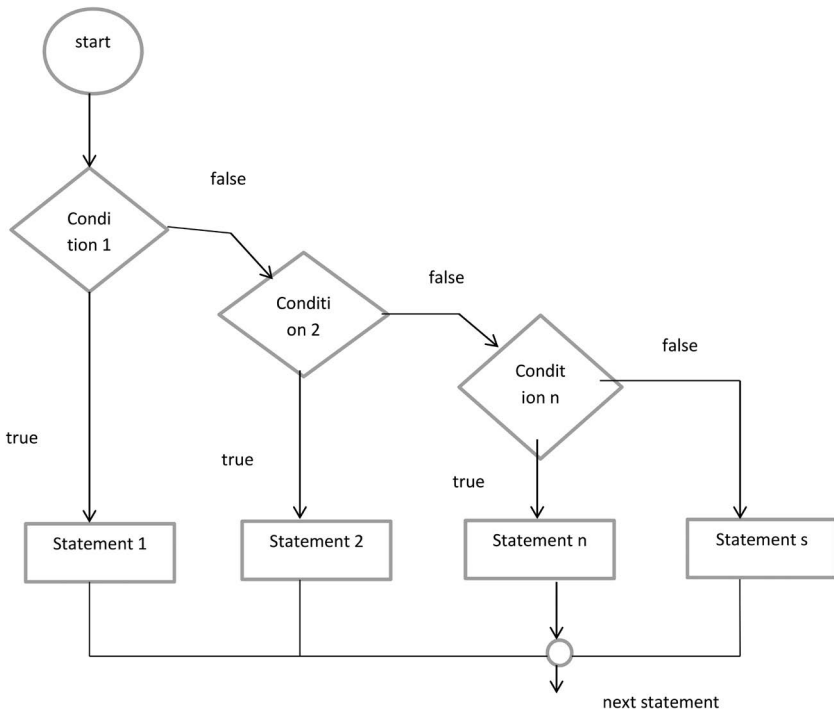 start
false
Condi
tion 1
false
Conditi
on 2
false
Condit
ion n
true
true
true
Statement 1
Statement 2
Statement n
Statement s
next statement